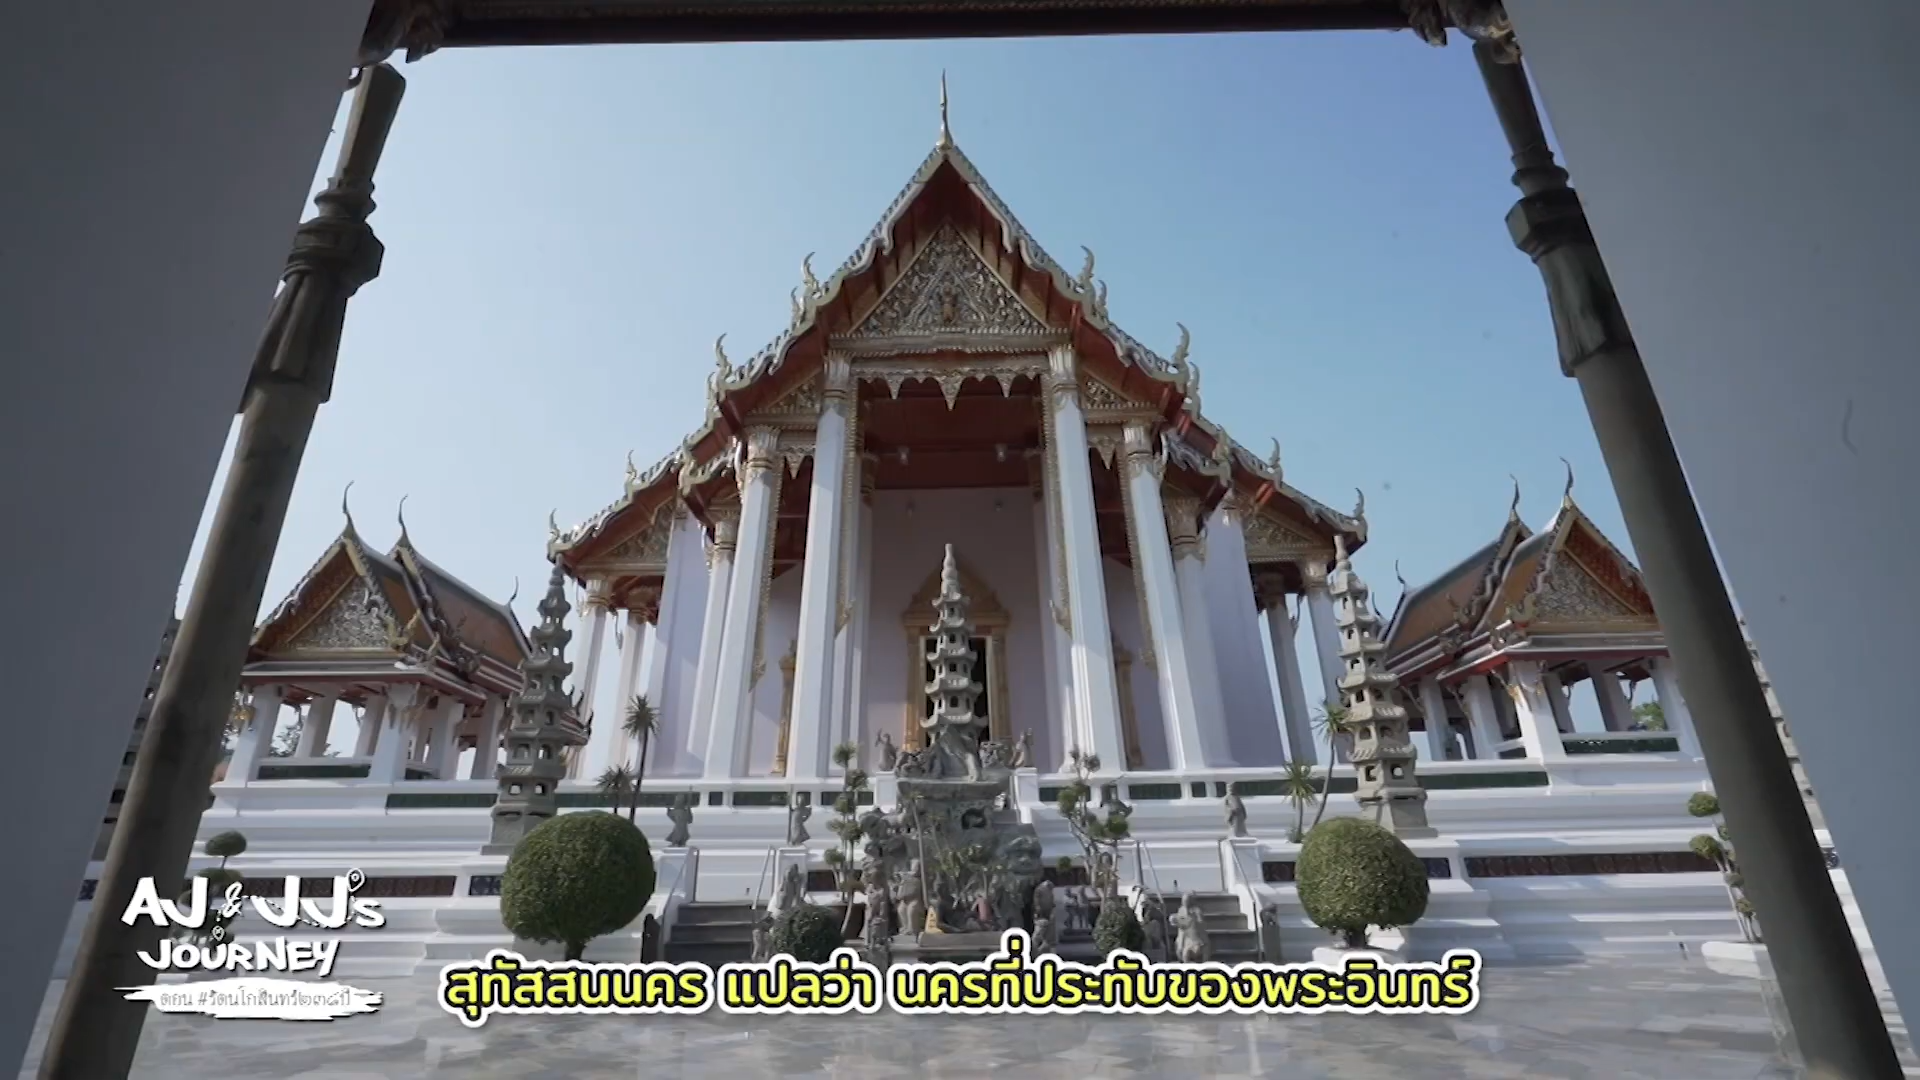 AJ & JJ's
JOURNEY
ตอน #รัตนโกสินทร์๒๓๘ปี
สุทัสสนนคร แปลว่า นครที่ประทับของพระอินทร์